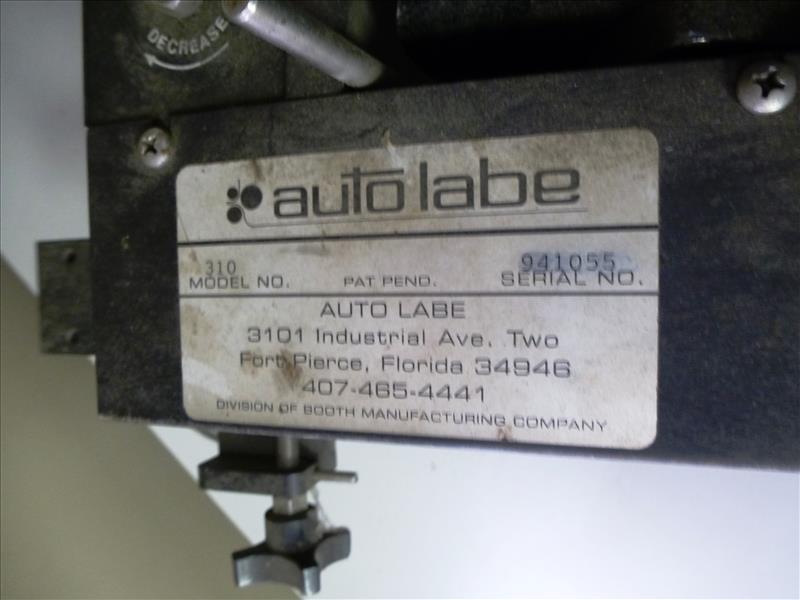 DECREASE
auto labe
310 941055
MODEL NO. PAT PEND. SERIAL NO.
AUTO LABE
3101 Industrial Ave. Two
Fort Pierce, Florida 34946
407-465-4441
DIVISION OF BOOTH MANUFACTURING COMPANY